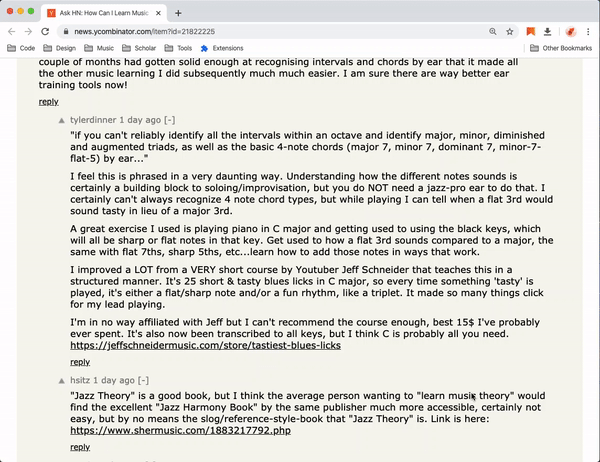 Ask HN: How Can I Learn Music
news.ycombinator.com/item?id=21822225
Code Design Music Scholar Tools Extensions Other Bookmarks
couple of months had gotten solid enough at recognising intervals and chords by ear that it made all
the other music learning I did subsequently much much easier. I am sure there are way better ear
training tools now!
reply
tylerdinner 1 day ago [-]
"if you can't reliably identify all the intervals within an octave and identify major, minor, diminished
and augmented triads, as well as the basic 4-note chords (major 7, minor 7, dominant 7, minor-7-
flat-5) by ear..."
I feel this is phrased in a very daunting way. Understanding how the different notes sounds is
certainly a building block to soloing/improvisation, but you do NOT need a jazz-pro ear to do that. I
certainly can't always recognize 4 note chord types, but while playing I can tell when a flat 3rd would
sound tasty in lieu of a major 3rd.
A great exercise I used is playing piano in C major and getting used to using the black keys, which
will all be sharp or flat notes in that key. Get used to how a flat 3rd sounds compared to a major, the
same with flat 7ths, sharp 5ths, etc...learn how to add those notes in ways that work.
I improved a LOT from a VERY short course by Youtuber Jeff Schneider that teaches this in a
structured manner. It's 25 short & tasty blues licks in C major, so every time something 'tasty' is
played, it's either a flat/sharp note and/or a fun rhythm, like a triplet. It made so many things click
for my lead playing.
I'm in no way affiliated with Jeff but I can't recommend the course enough, best 15$ I've probably
ever spent. It's also now been transcribed to all keys, but I think C is probably all you need.
https://jeffschneidermusic.com/store/tastiest-blues-licks
reply
hsitz 1 day ago [-]
"Jazz Theory" is a good book, but I think the average person wanting to "learn music theory" would
find the excellent "Jazz Harmony Book" by the same publisher much more accessible, certainly not
easy, but by no means the slog/reference-style-book that "Jazz Theory" is. Link is here:
https://www.shermusic.com/1883217792.php
reply